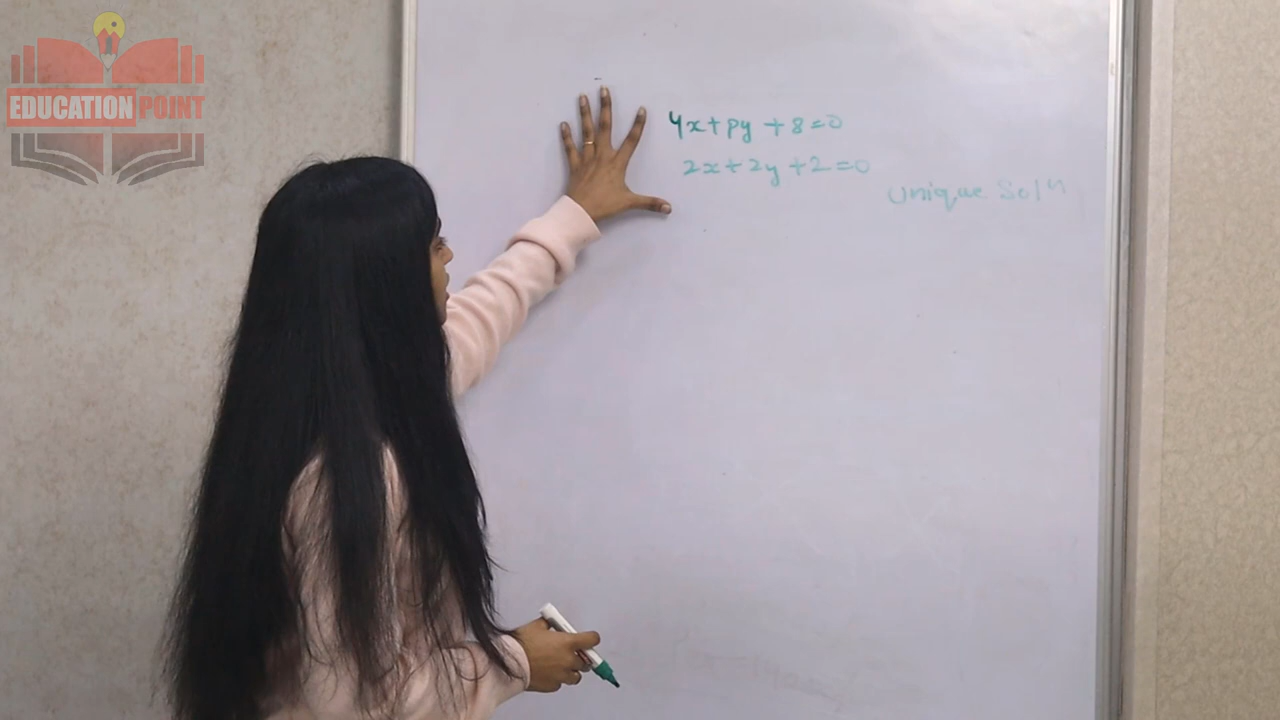 EDUCATION POINT
4x+py+8=0
2x+2y+2=0
Unique Solⁿ